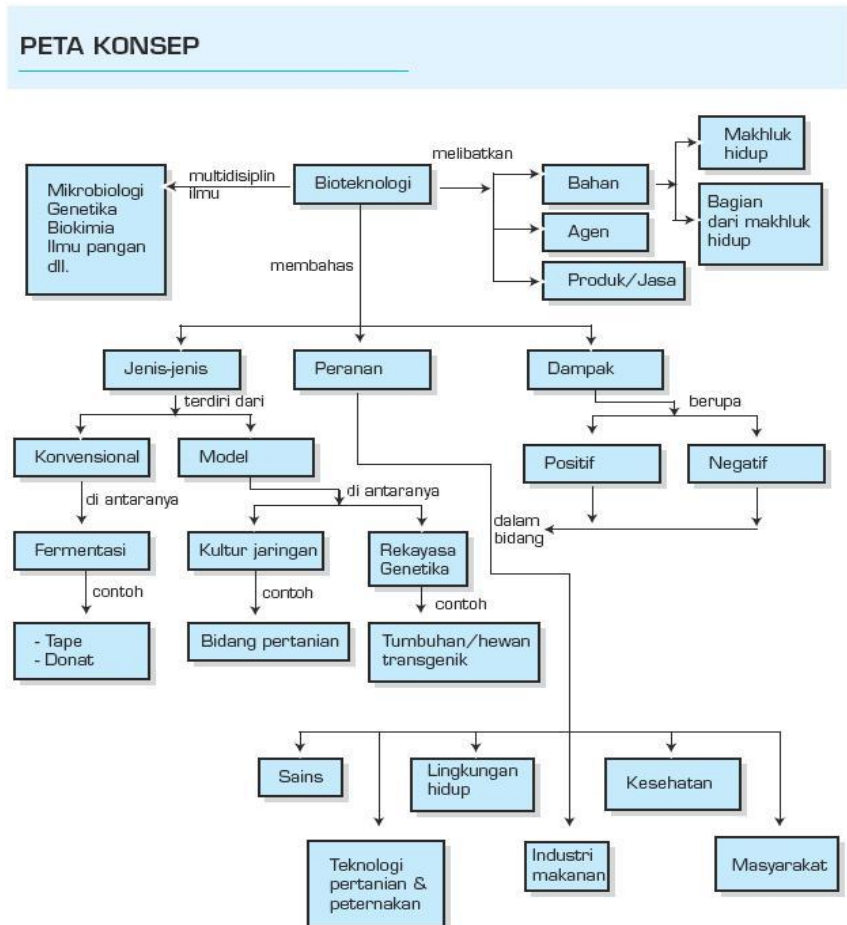 PETA KONSEP
Mikrobiologi
Genetika
Biokimia
Ilmu pangan
dll.
multidisiplin
ilmu
Bioteknologi
melibatkan
Bahan
Agen
Produk/Jasa
Makhluk
hidup
Bagian
dari makhluk
hidup
membahas
Jenis-jenis
Peranan
Dampak
terdiri dari
berupa
Konvensional
Model
Positif
Negatif
di antaranya
di antaranya
dalam
bidang
Fermentasi
Kultur jaringan
Rekayasa
Genetika
contoh
contoh
contoh
- Tape
- Donat
Bidang pertanian
Tumbuhan/hewan
transgenik
Sains
Lingkungan
hidup
Kesehatan
Teknologi
pertanian &
peternakan
Industri
makanan
Masyarakat